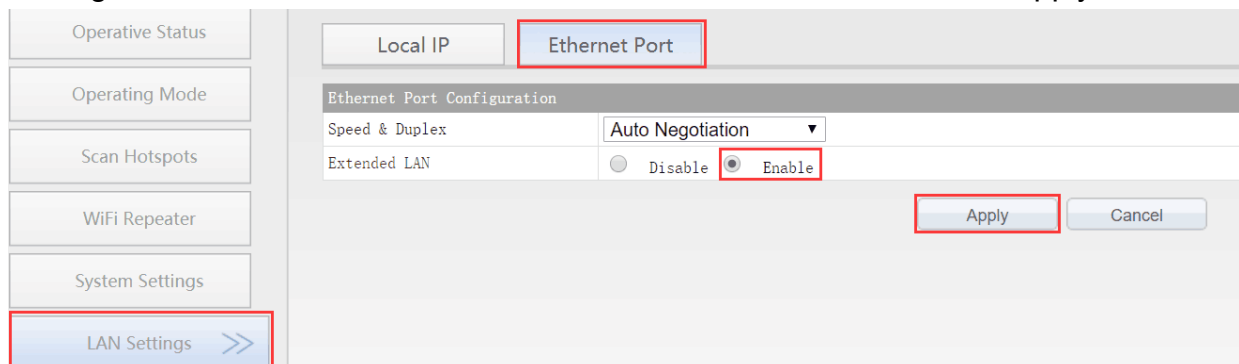 Operative Status
Operating Mode
Scan Hotspots
WiFi Repeater
System Settings
LAN Settings >>
Local IP
Ethernet Port
Ethernet Port Configuration
Speed & Duplex Auto Negotiation ▼
Extended LAN Disable Enable
Apply Cancel